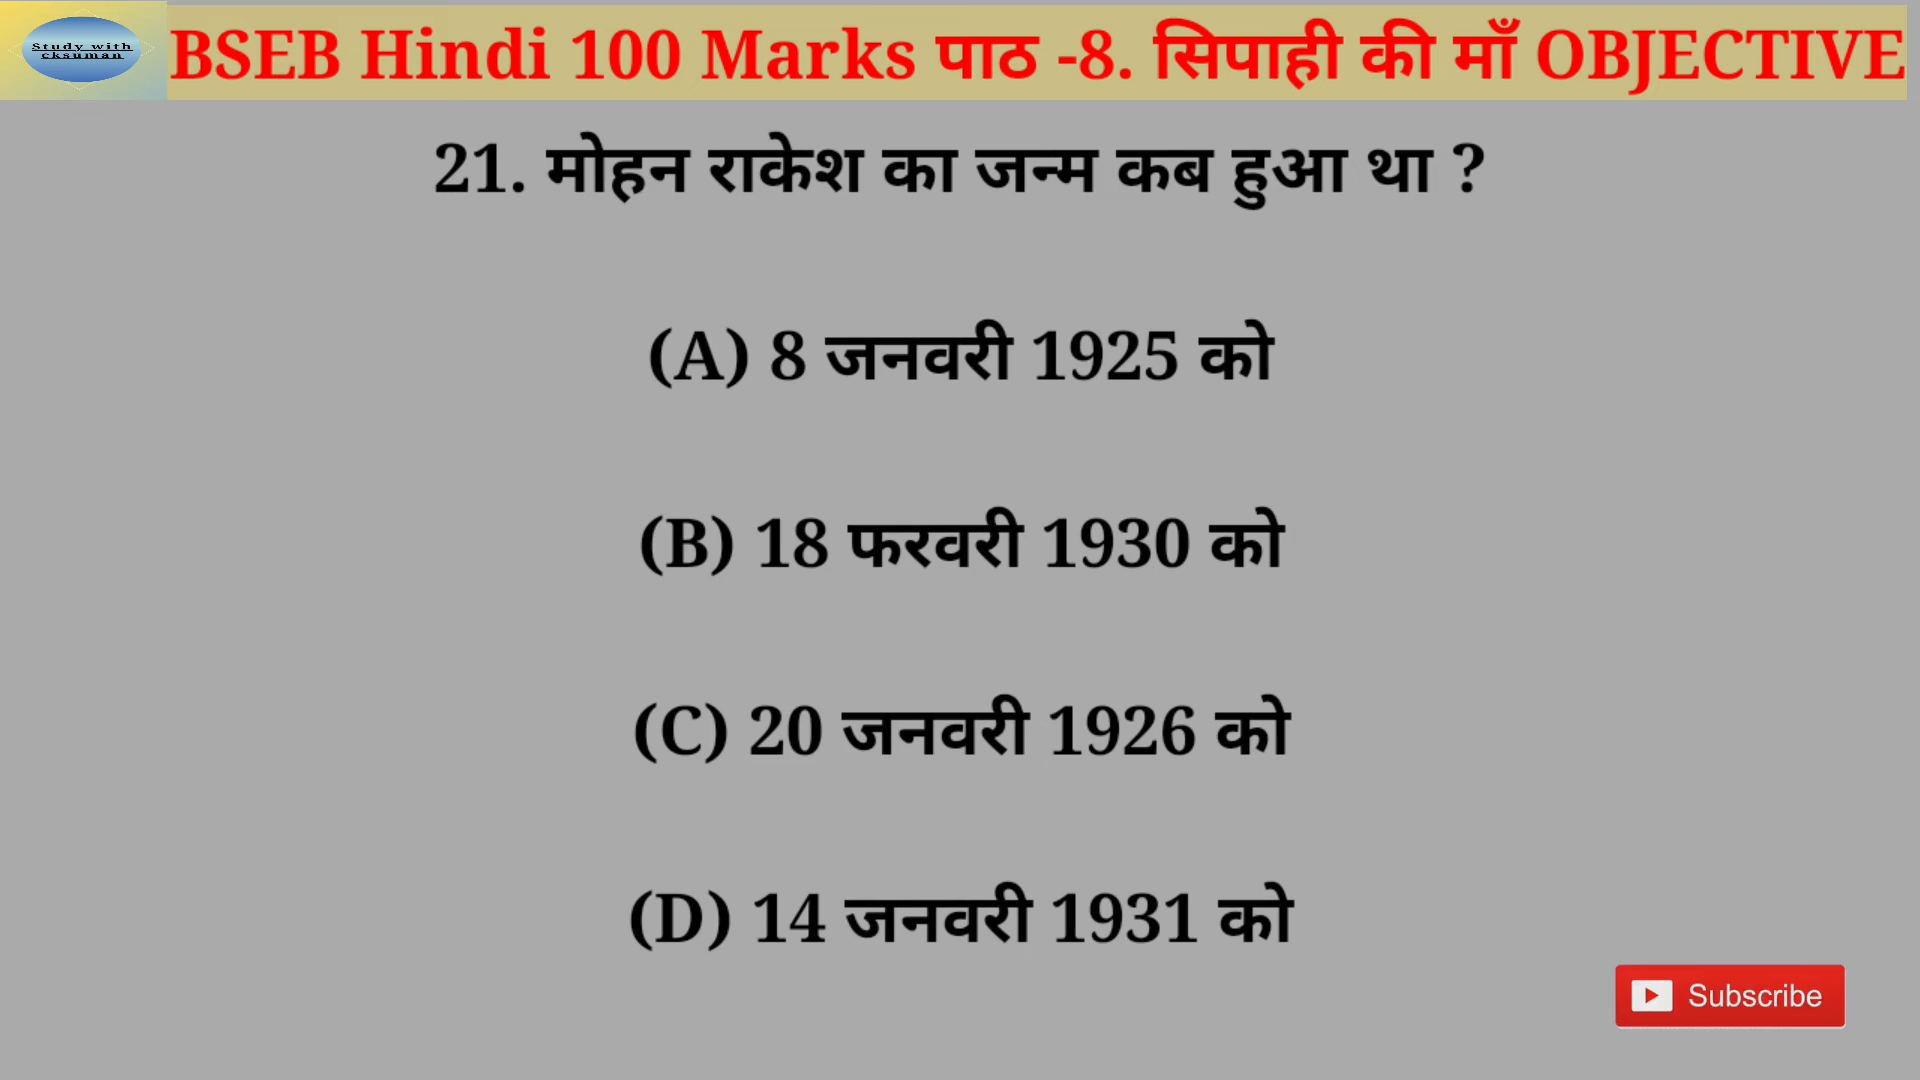 Study with
cksuman
BSEB Hindi 100 Marks पाठ -8. सिपाही की माँ OBJECTIVE
21. मोहन राकेश का जन्म कब हुआ था ?
(A) 8 जनवरी 1925 को
(B) 18 फरवरी 1930 को
(C) 20 जनवरी 1926 को
(D) 14 जनवरी 1931 को
Subscribe